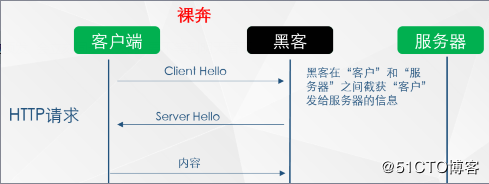 裸奔
客户端
黑客
服务器
Client Hello
黑客在“客户”和“服
务器”之间截获“客户”
发给服务器的信息
HTTP请求
Server Hello
内容
@51CTO博客